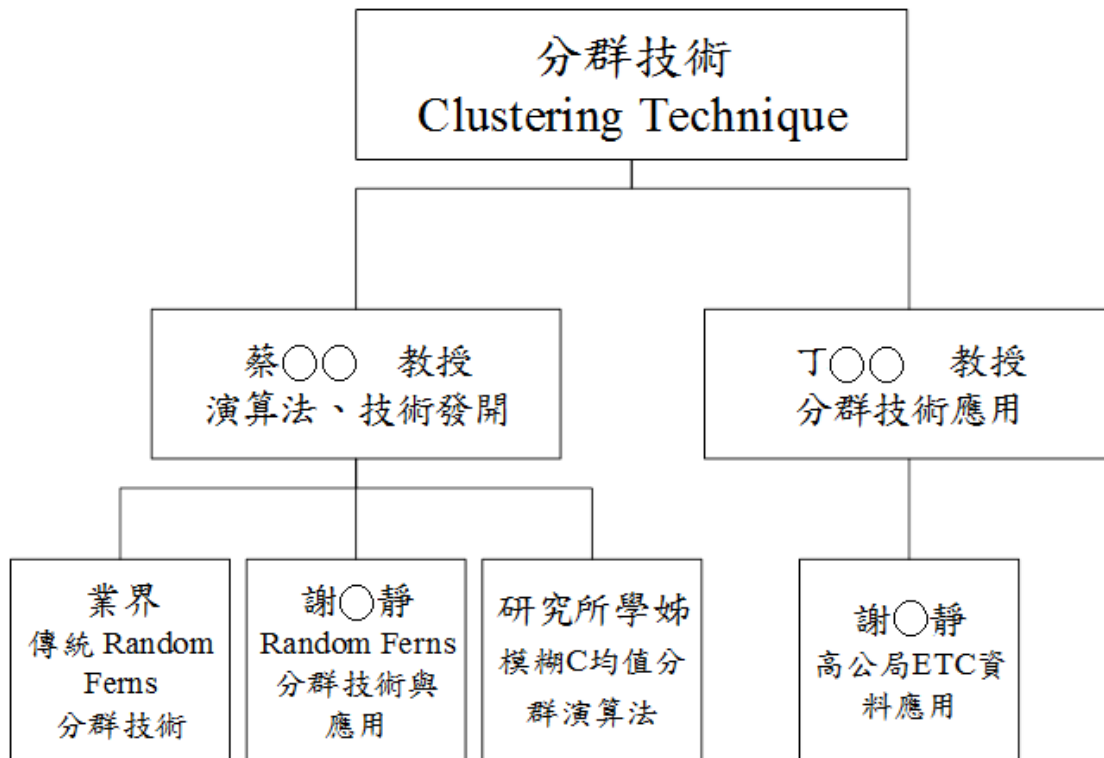 分群技術
Clustering Technique
蔡○○　教授
演算法、技術發開
丁○○　教授
分群技術應用
業界
傳統 Random
Ferns
分群技術
謝○靜
Random Ferns
分群技術與
應用
研究所學姊
模糊C均值分
群演算法
謝○靜
高公局ETC資
料應用